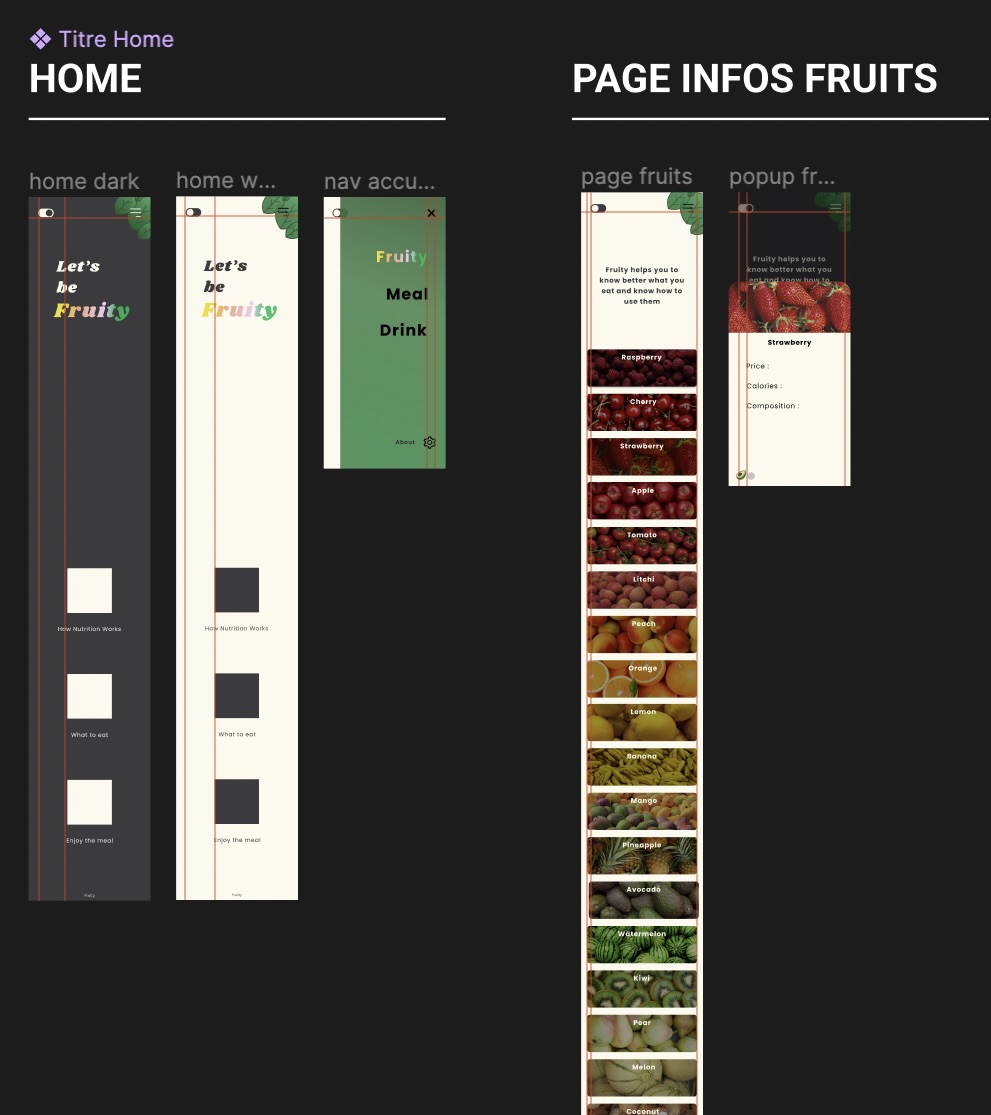 Titre Home
HOME
PAGE INFOS FRUITS
home dark
home w...
nav accu...
page fruits
popup fr...
Let's
be
Fruity
How Nutrition Works
What to eat
Enjoy the meal
Fruity
Let's
be
Fruity
How Nutrition Works
What to eat
Enjoy the meal
Fruity
Fruity
Meal
Drink
About
Fruity helps you to
know better what you
eat and know how to
use them
Raspberry
Cherry
Strawberry
Apple
Tomato
Litchi
Peach
Orange
Lemon
Banana
Mango
Pineapple
Avocado
Watermelon
Kiwi
Pear
Melon
Coconut
Fruity helps you to
know better what you
eat and know how to
Strawberry
Price :
Calories :
Composition :